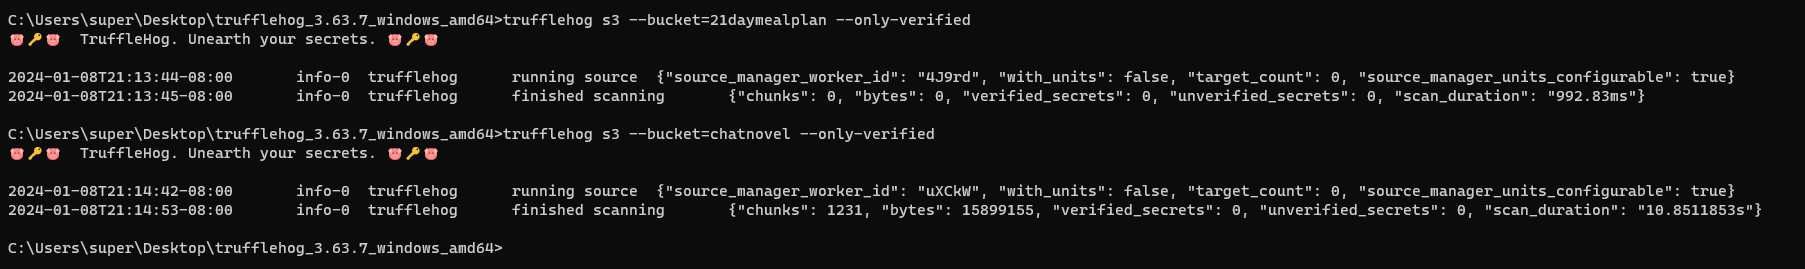 C:\Users\super\Desktop\trufflehog_3.63.7_windows_amd64>trufflehog s3 --bucket=21daymealplan --only-verified
🐷🔑🐷  TruffleHog. Unearth your secrets. 🐷🔑🐷
2024-01-08T21:13:44-08:00       info-0  trufflehog      running source  {"source_manager_worker_id": "4J9rd", "with_units": false, "target_count": 0, "source_manager_units_configurable": true}
2024-01-08T21:13:45-08:00       info-0  trufflehog      finished scanning       {"chunks": 0, "bytes": 0, "verified_secrets": 0, "unverified_secrets": 0, "scan_duration": "992.83ms"}
C:\Users\super\Desktop\trufflehog_3.63.7_windows_amd64>trufflehog s3 --bucket=chatnovel --only-verified
🐷🔑🐷  TruffleHog. Unearth your secrets. 🐷🔑🐷
2024-01-08T21:14:42-08:00       info-0  trufflehog      running source  {"source_manager_worker_id": "uXCkW", "with_units": false, "target_count": 0, "source_manager_units_configurable": true}
2024-01-08T21:14:53-08:00       info-0  trufflehog      finished scanning       {"chunks": 1231, "bytes": 15899155, "verified_secrets": 0, "unverified_secrets": 0, "scan_duration": "10.8511853s"}
C:\Users\super\Desktop\trufflehog_3.63.7_windows_amd64>